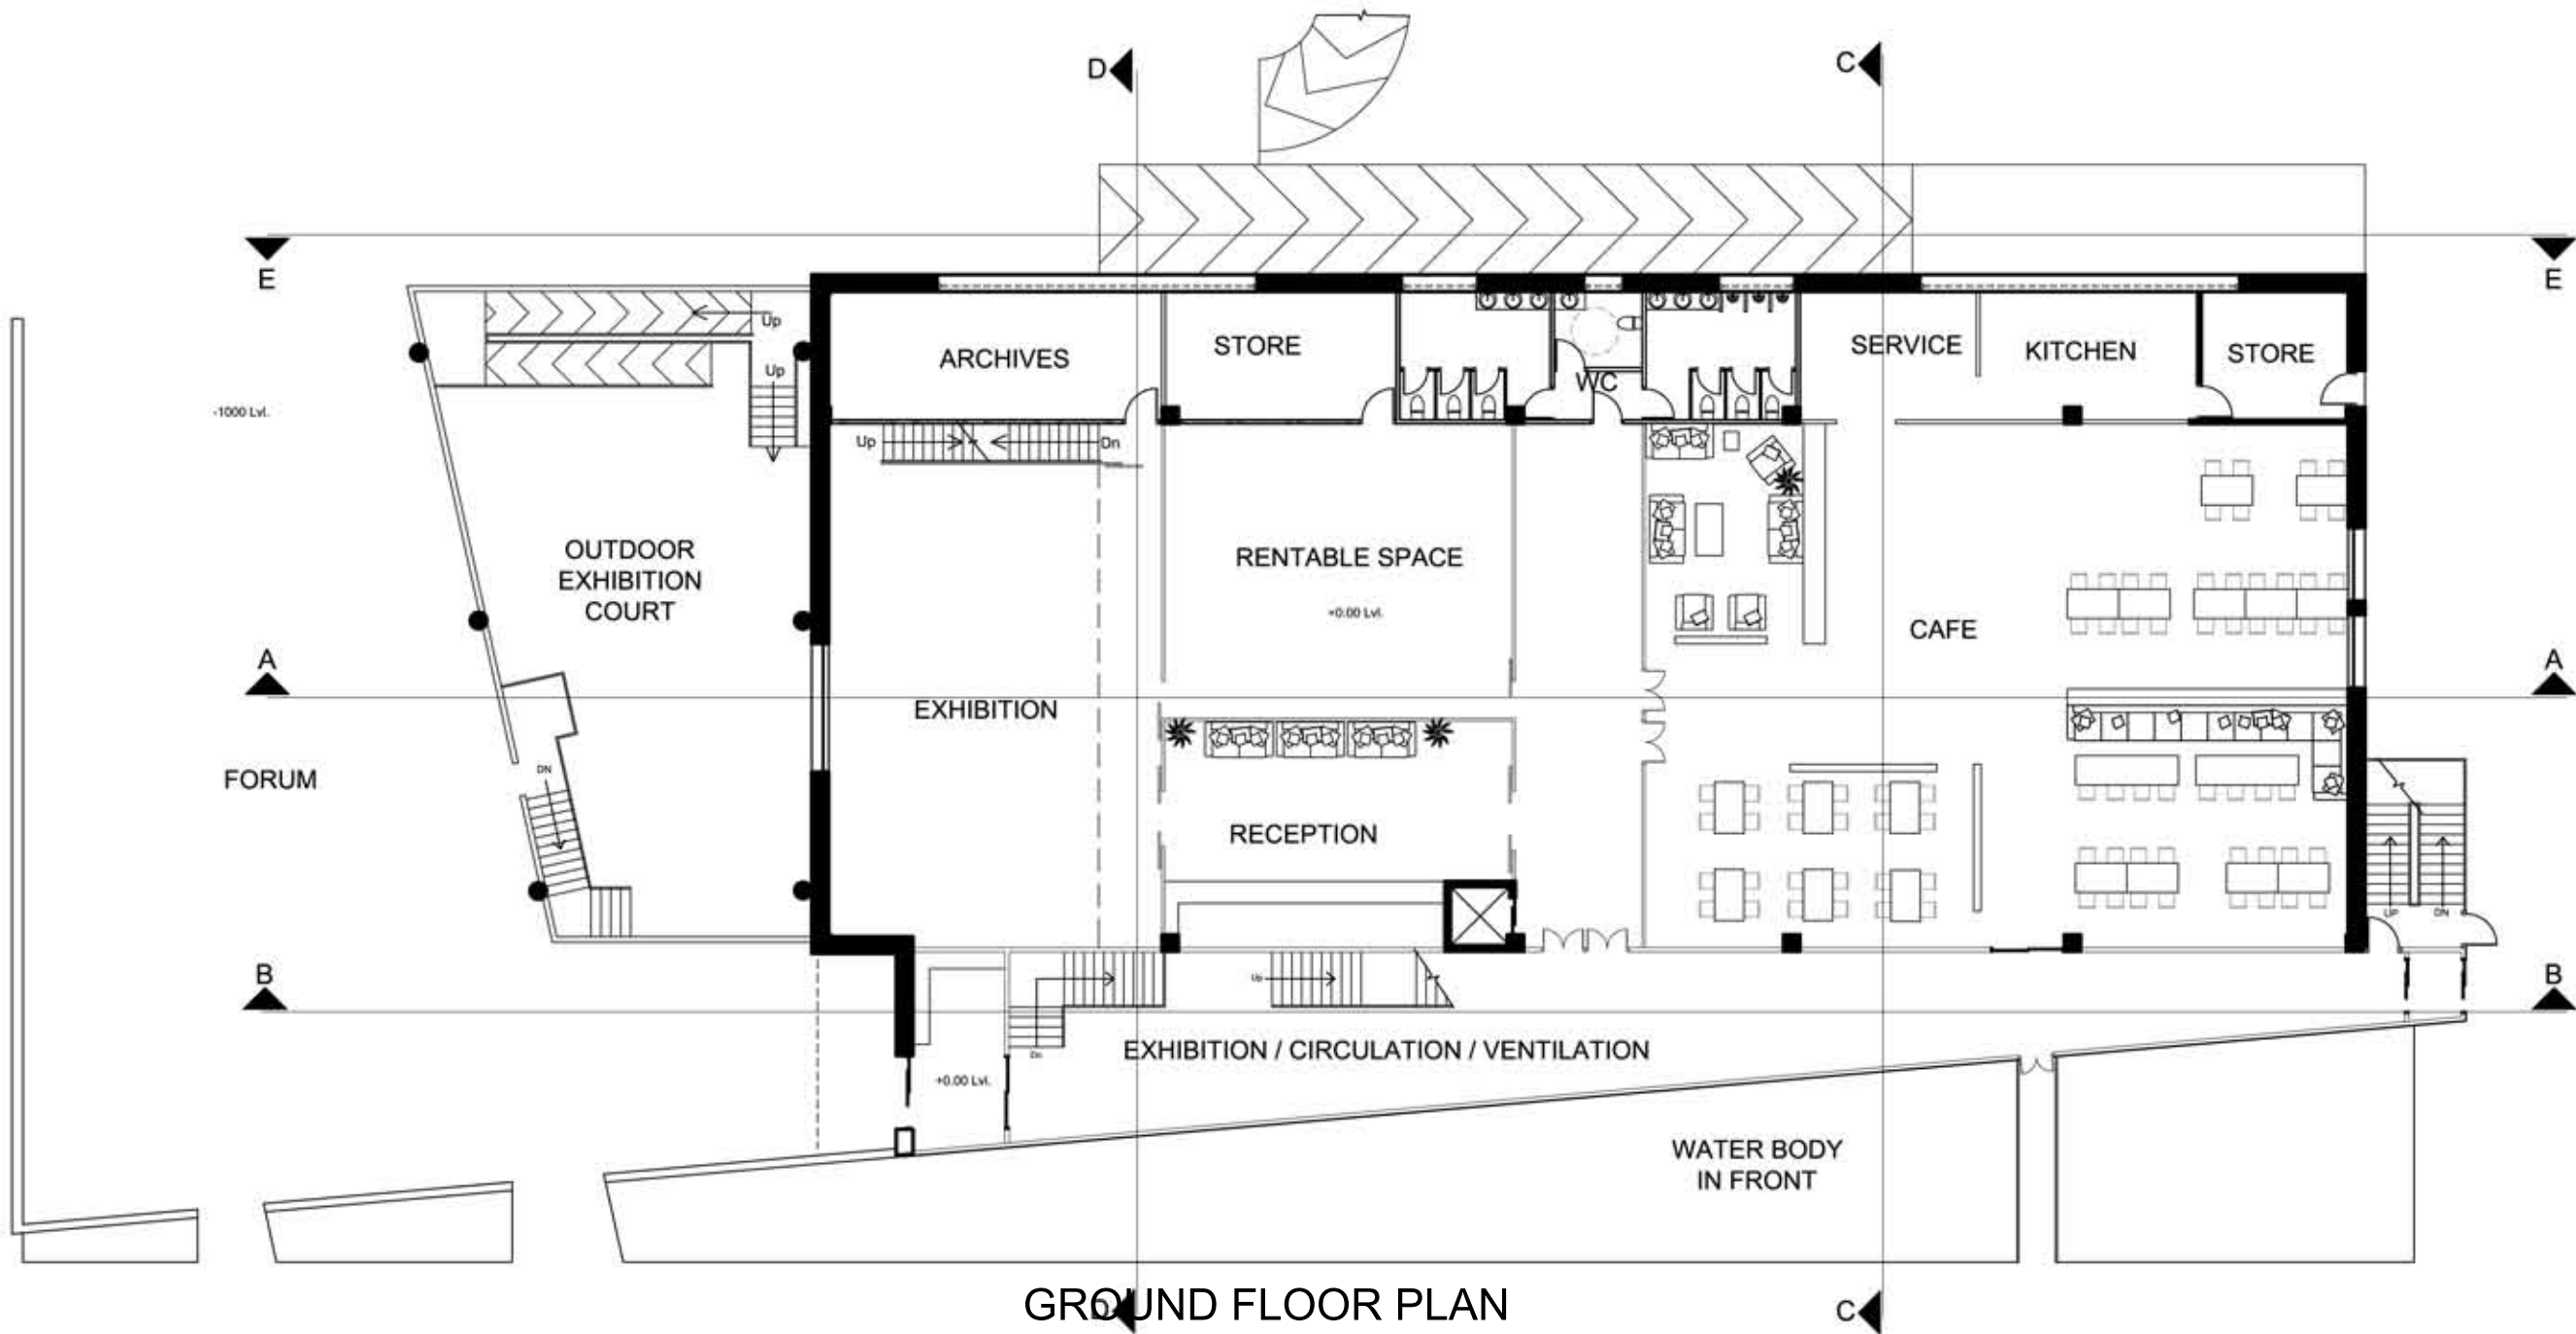 D
C
E
E
Up
Up
ARCHIVES
STORE
WC
SERVICE
KITCHEN
STORE
-1000 Lvl.
Up
Dn
OUTDOOR
EXHIBITION
COURT
RENTABLE SPACE
+0.00 Lvl.
CAFE
A
A
EXHIBITION
FORUM
DN
RECEPTION
UP
DN
B
B
Up
Dn
EXHIBITION / CIRCULATION / VENTILATION
+0.00 Lvl.
WATER BODY
IN FRONT
GROUND FLOOR PLAN
D
C